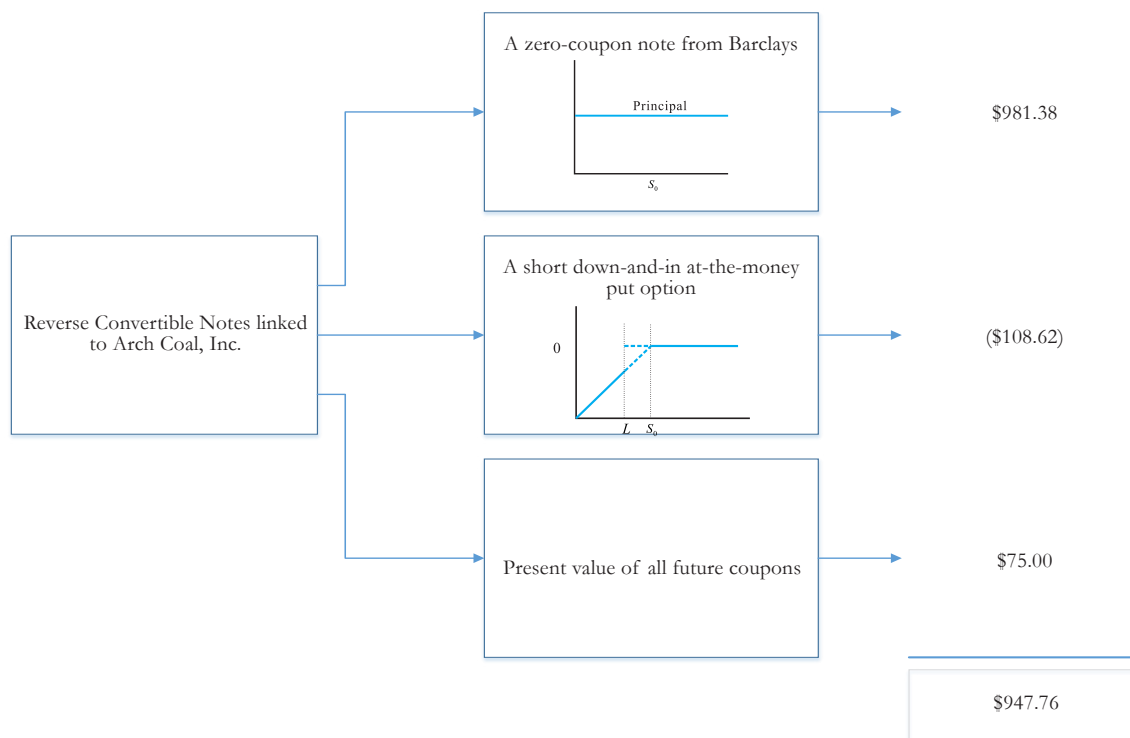 A zero-coupon note from Barclays
Principal
S₀
$981.38
Reverse Convertible Notes linked
to Arch Coal, Inc.
A short down-and-in at-the-money
put option
0
L S₀
($108.62)
Present value of all future coupons
$75.00
$947.76